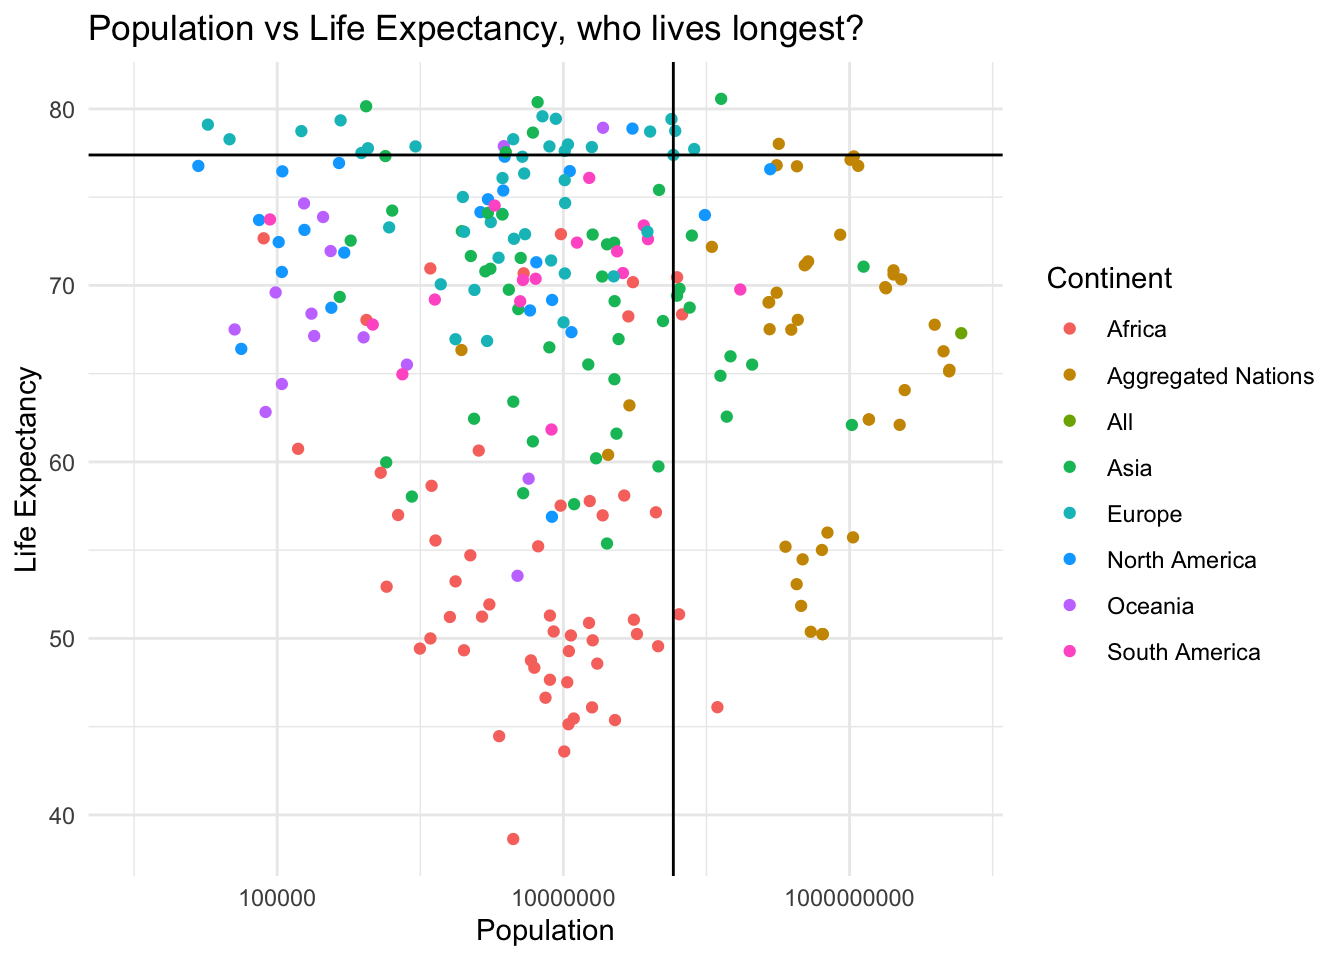 Population vs Life Expectancy, who lives longest?
80
70
60
50
40
Life Expectancy
100000
10000000
1000000000
Population
Continent
Africa
Aggregated Nations
All
Asia
Europe
North America
Oceania
South America